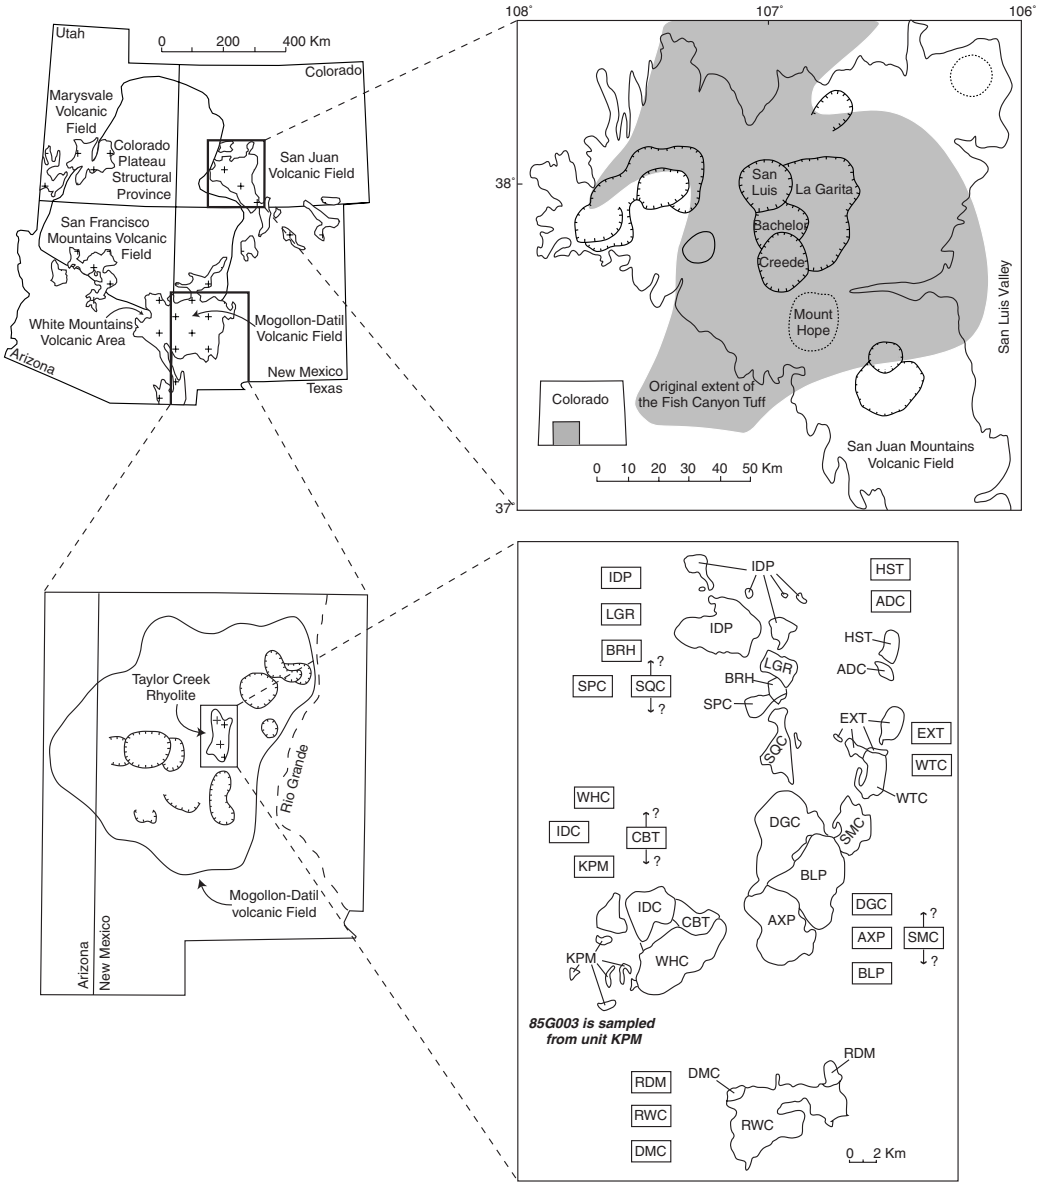 Utah
0 200 400 Km
Colorado
Marysvale
Volcanic
Field
Colorado
Plateau
Structural
Province
San Juan
Volcanic Field
San Francisco
Mountains Volcanic
Field
White Mountains
Volcanic Area
Mogollon-Datil
Volcanic Field
Arizona
New Mexico
Texas
108°
107°
106°
38°
37°
San
Luis
La Garita
Bachelor
Creede
Mount
Hope
San Luis Valley
Original extent of
the Fish Canyon Tuff
Colorado
San Juan Mountains
Volcanic Field
0 10 20 30 40 50 Km
Taylor Creek
Rhyolite
Rio Grande
Mogollon-Datil
volcanic Field
Arizona
New Mexico
IDP
LGR
BRH
SPC
SQC
?
?
IDP
IDP
LGR
BRH
SPC
SQC
HST
ADC
HST
ADC
EXT
EXT
WTC
WTC
WHC
IDC
CBT
?
?
KPM
DGC
SMC
BLP
AXP
DGC
AXP
SMC
?
?
BLP
IDC
CBT
WHC
KPM
85G003 is sampled
from unit KPM
RDM
RWC
DMC
DMC
RDM
RWC
0 2 Km